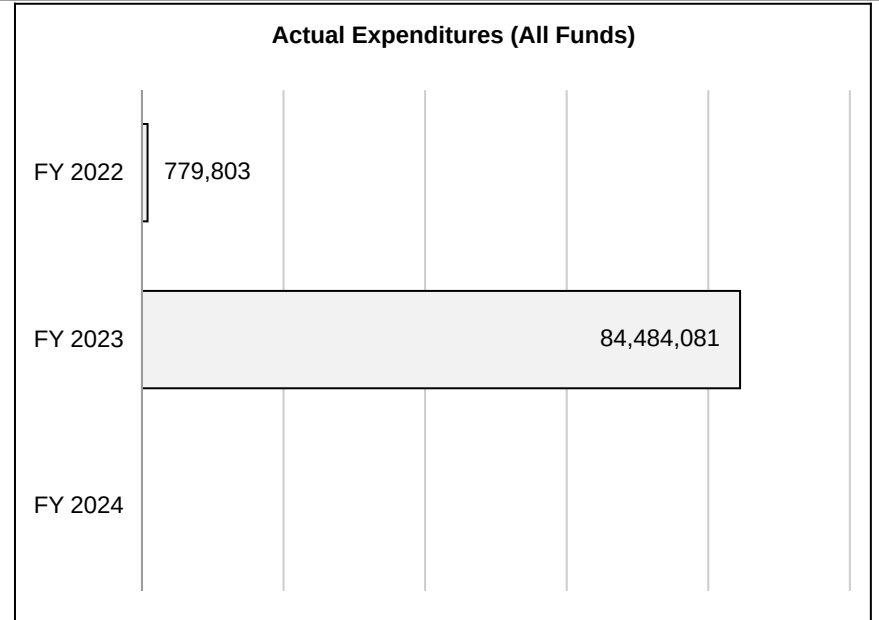 Actual Expenditures (All Funds)
FY 2022 779,803
FY 2023 84,484,081
FY 2024